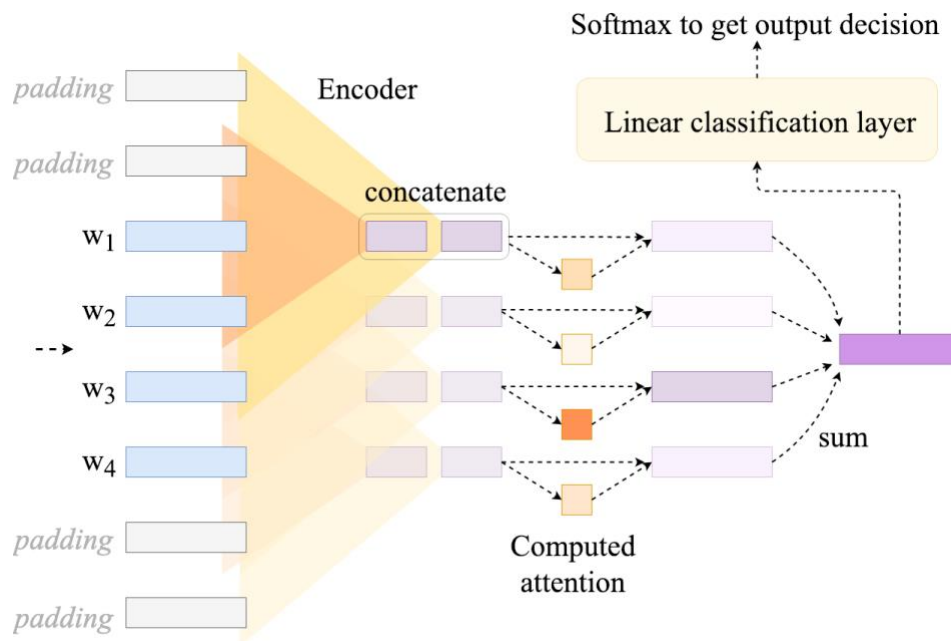 Softmax to get output decision
padding
Encoder
Linear classification layer
padding
concatenate
w1
w2
w3
w4
sum
padding
Computed
attention
padding